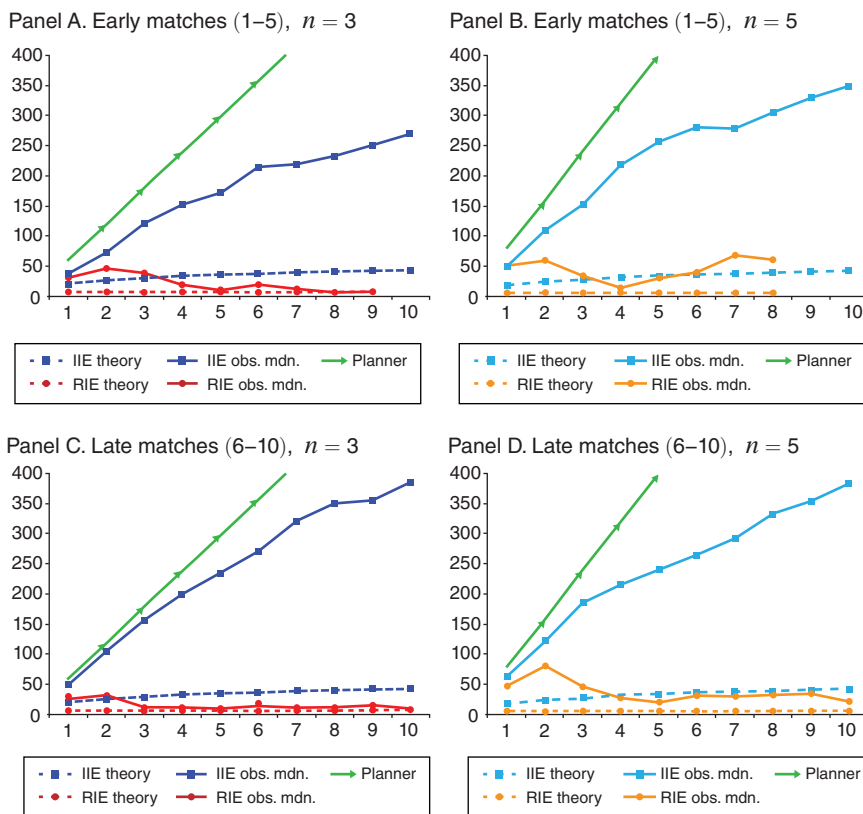 Panel A. Early matches (1–5), n = 3
400
350
300
250
200
150
100
50
0
1 2 3 4 5 6 7 8 9 10
IIE theory IIE obs. mdn. Planner
RIE theory RIE obs. mdn.
Panel B. Early matches (1–5), n = 5
400
350
300
250
200
150
100
50
0
1 2 3 4 5 6 7 8 9 10
IIE theory IIE obs. mdn. Planner
RIE theory RIE obs. mdn.
Panel C. Late matches (6–10), n = 3
400
350
300
250
200
150
100
50
0
1 2 3 4 5 6 7 8 9 10
IIE theory IIE obs. mdn. Planner
RIE theory RIE obs. mdn.
Panel D. Late matches (6–10), n = 5
400
350
300
250
200
150
100
50
0
1 2 3 4 5 6 7 8 9 10
IIE theory IIE obs. mdn. Planner
RIE theory RIE obs. mdn.